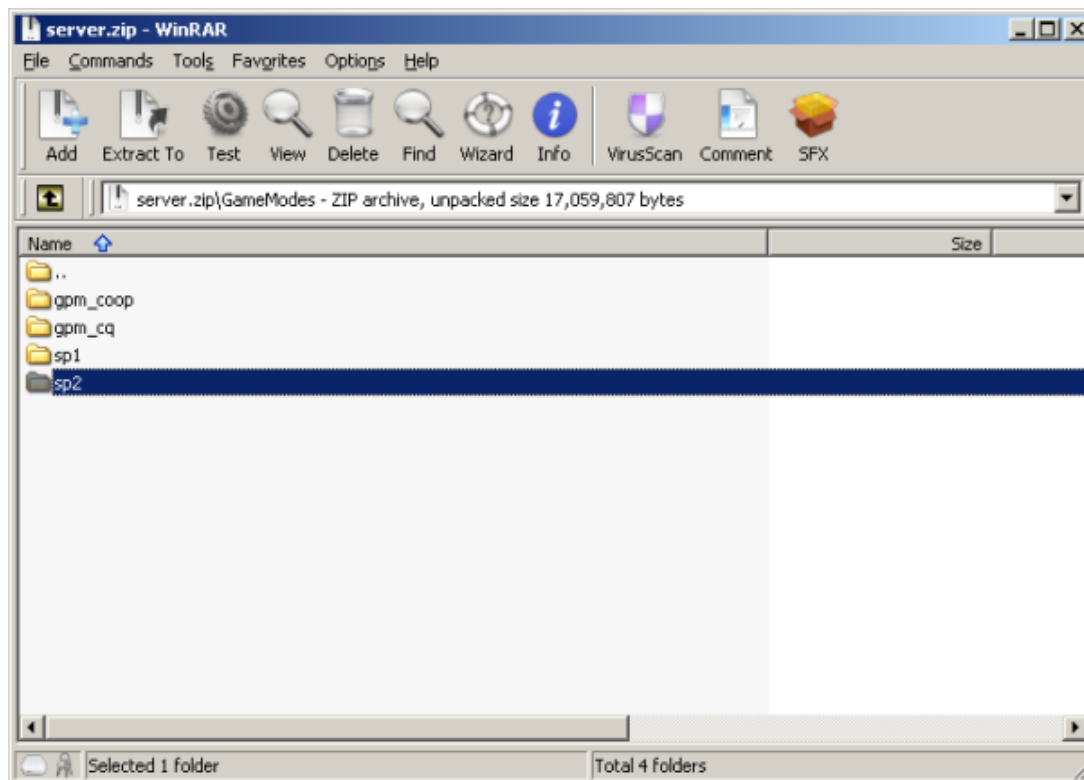 server.zip - WinRAR
File Commands Tools Favorites Options Help
Add Extract To Test View Delete Find Wizard Info VirusScan Comment SFX
server.zip\GameModes - ZIP archive, unpacked size 17,059,807 bytes
Name Size
..
gpm_coop
gpm_cq
sp1
sp2
Selected 1 folder Total 4 folders